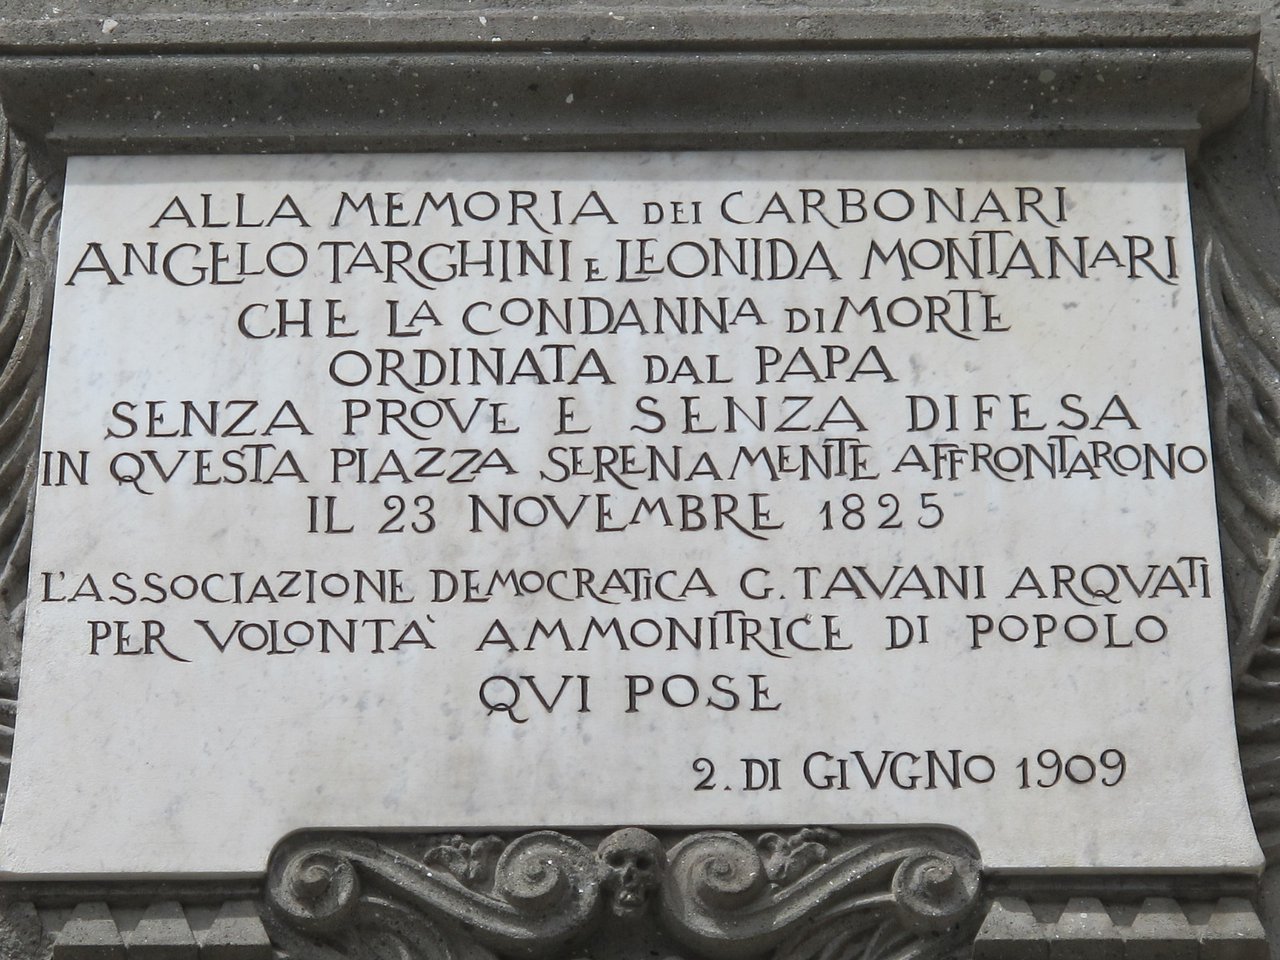 ALLA MEMORIA DEI CARBONARI
ANGELO TARGHINI E LEONIDA MONTANARI
CHE LA CONDANNA DI MORTE
ORDINATA DAL PAPA
SENZA PROVE E SENZA DIFESA
IN QVESTA PIAZZA SERENAMENTE AFFRONTARONO
IL 23 NOVEMBRE 1825
L'ASSOCIAZIONE DEMOCRATICA G. TAVANI ARQVATI
PER VOLONTA' AMMONITRICE DI POPOLO
QVI POSE
2. DI GIVGNO 1909